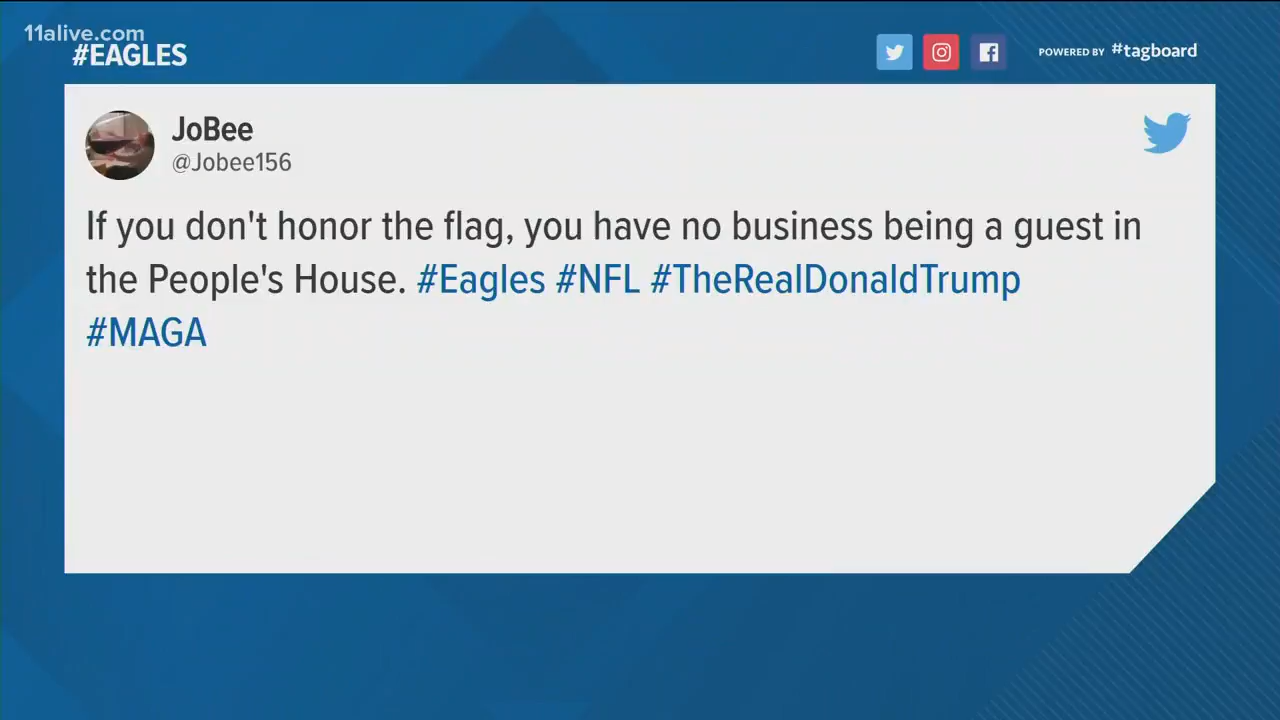 11alive.com
#EAGLES
POWERED BY #tagboard
JoBee
@Jobee156
If you don't honor the flag, you have no business being a guest in
the People's House. #Eagles #NFL #TheRealDonaldTrump
#MAGA